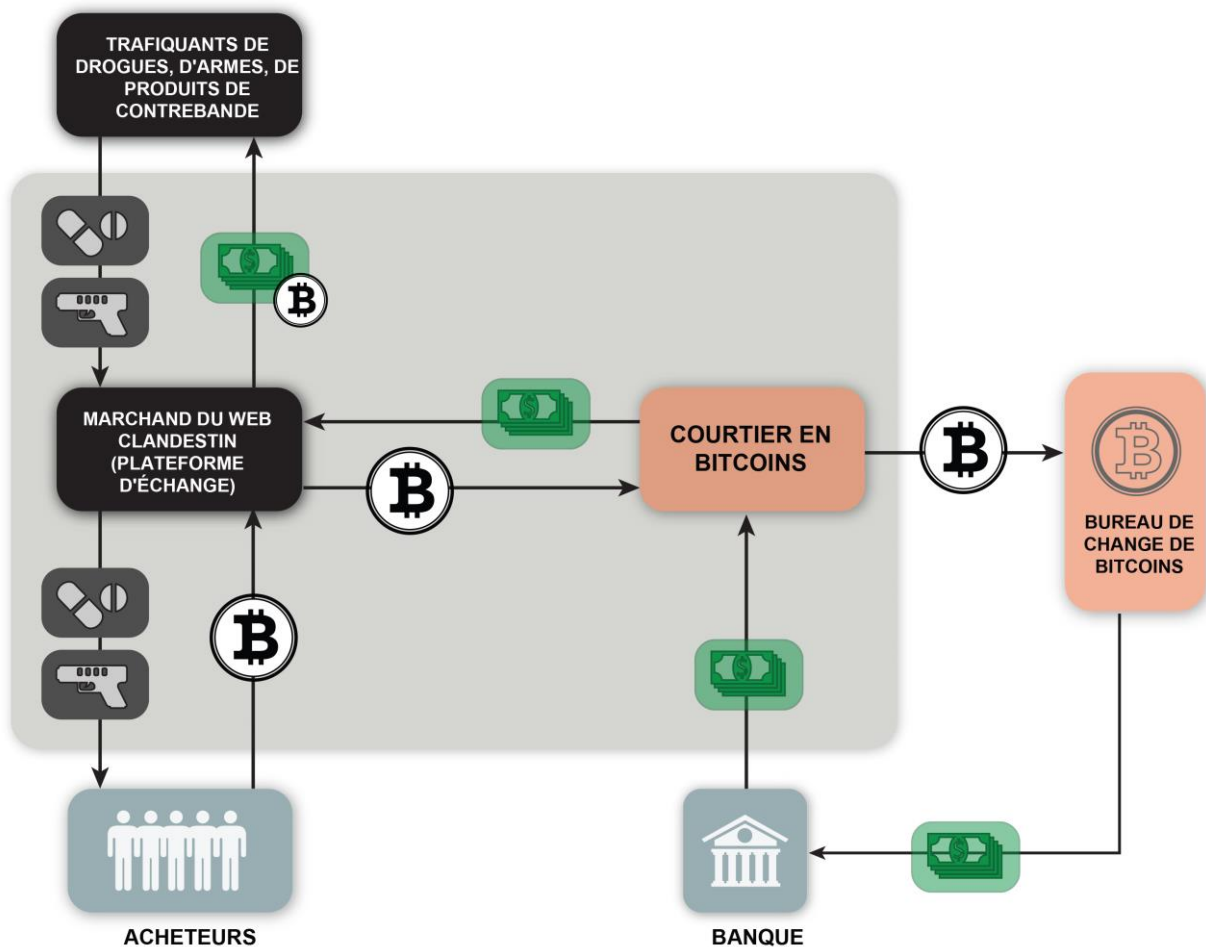 TRAFIQUANTS DE
DROGUES, D'ARMES, DE
PRODUITS DE
CONTREBANDE
MARCHAND DU WEB
CLANDESTIN
(PLATEFORME
D'ÉCHANGE)
COURTIER EN
BITCOINS
BUREAU DE
CHANGE DE
BITCOINS
ACHETEURS
BANQUE